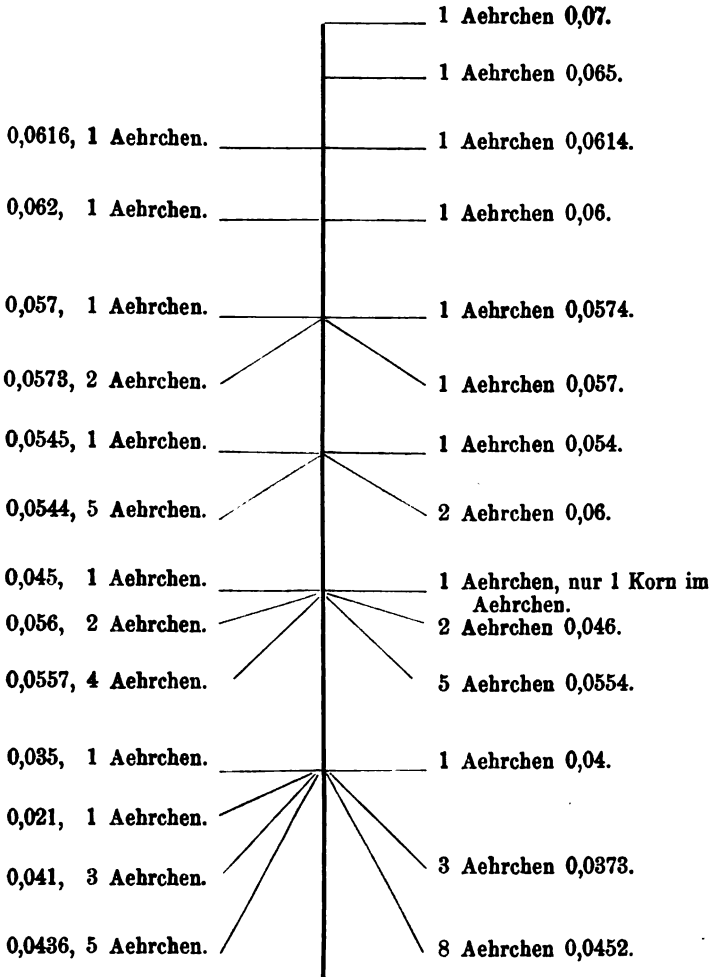 1 Aehrchen 0,07.
1 Aehrchen 0,065.
0,0616, 1 Aehrchen. 1 Aehrchen 0,0614.
0,062, 1 Aehrchen. 1 Aehrchen 0,06.
0,057, 1 Aehrchen. 1 Aehrchen 0,0574.
0,0573, 2 Aehrchen. 1 Aehrchen 0,057.
0,0545, 1 Aehrchen. 1 Aehrchen 0,054.
0,0544, 5 Aehrchen. 2 Aehrchen 0,06.
0,045, 1 Aehrchen. 1 Aehrchen, nur 1 Korn im
Aehrchen.
0,056, 2 Aehrchen. 2 Aehrchen 0,046.
0,0557, 4 Aehrchen. 5 Aehrchen 0,0554.
0,035, 1 Aehrchen. 1 Aehrchen 0,04.
0,021, 1 Aehrchen.
0,041, 3 Aehrchen. 3 Aehrchen 0,0373.
0,0436, 5 Aehrchen. 8 Aehrchen 0,0452.